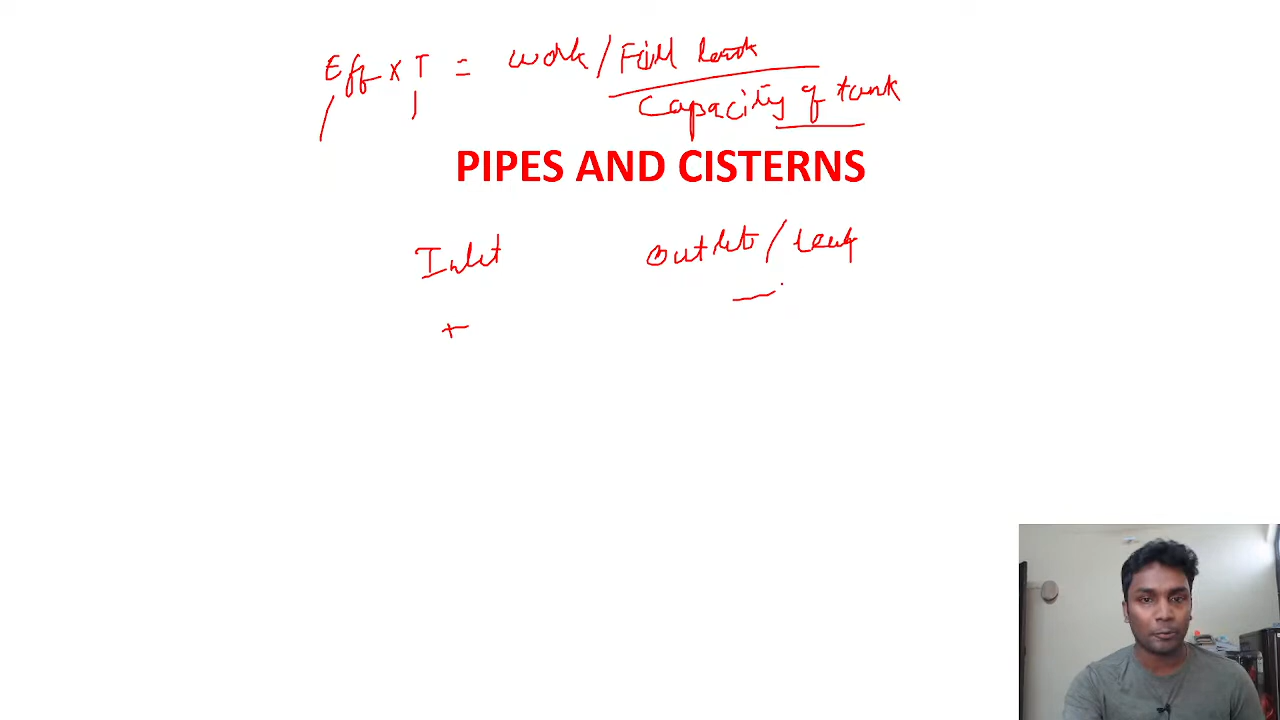 Eff x T = work / Fill tank
Capacity of tank
PIPES AND CISTERNS
Inlet outlet / leak
+ -